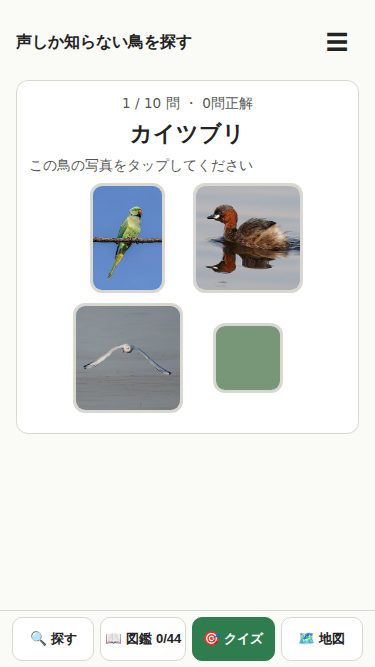 声しか知らない鳥を探す ☰
1 / 10 問 ・ 0問正解
カイツブリ
この鳥の写真をタップしてください
🔍 探す
📖 図鑑 0/44
🎯 クイズ
🗺️ 地図